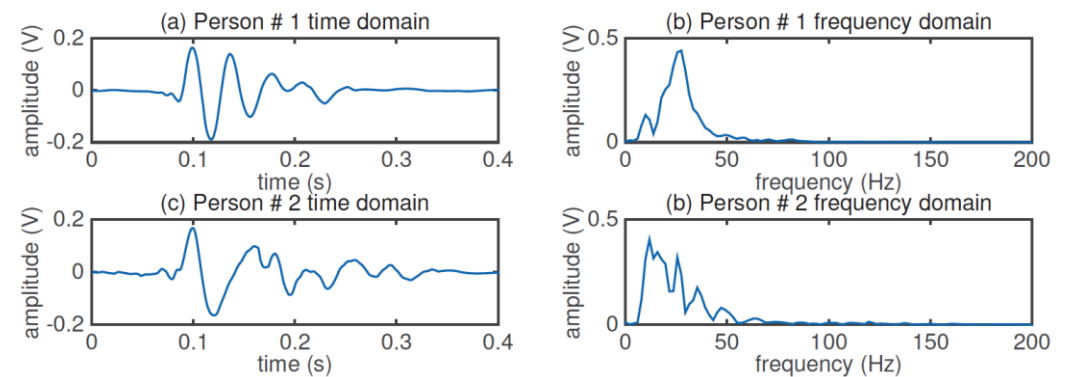 (a) Person # 1 time domain
amplitude (V)
0.2
0
-0.2
0 0.1 0.2 0.3 0.4
time (s)
(b) Person # 1 frequency domain
amplitude (V)
0.5
0
0 50 100 150 200
frequency (Hz)
(c) Person # 2 time domain
amplitude (V)
0.2
0
-0.2
0 0.1 0.2 0.3 0.4
time (s)
(b) Person # 2 frequency domain
amplitude (V)
0.5
0
0 50 100 150 200
frequency (Hz)